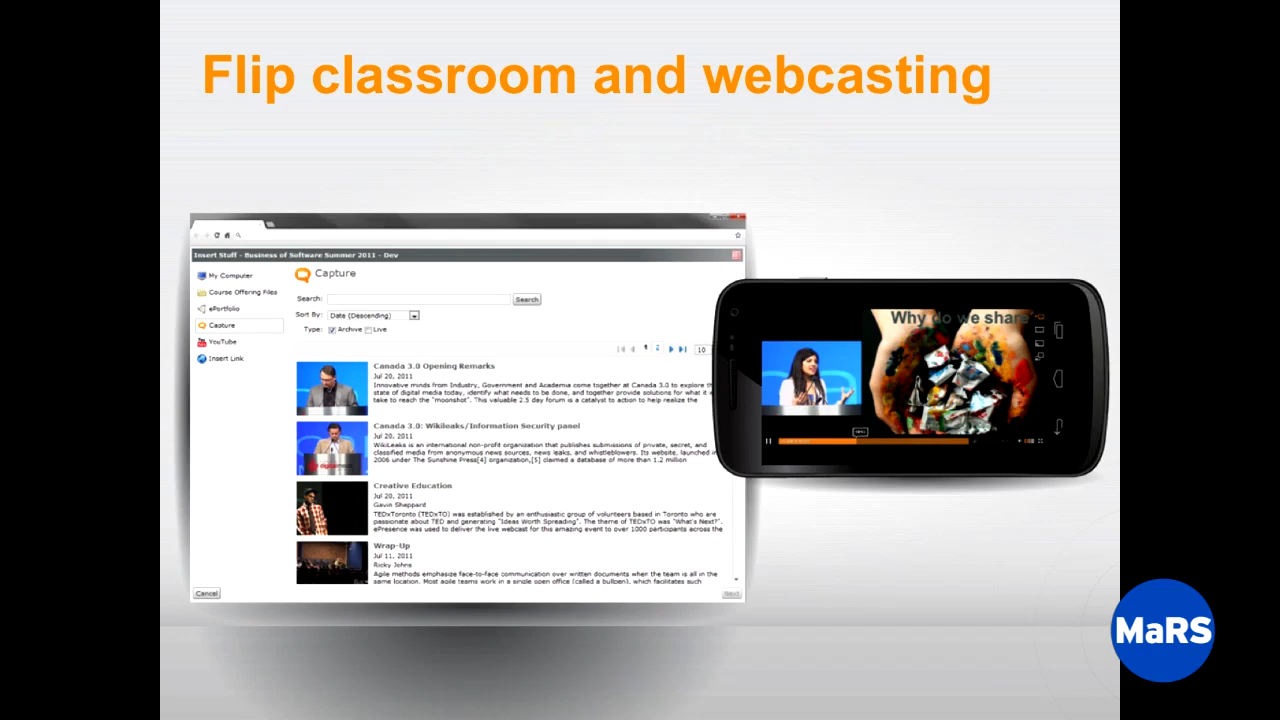 Flip classroom and webcasting
Insert Stuff - Business of Software Summer 2011 - Dev
My Computer
Course Offering Files
ePortfolio
Capture
YouTube
Insert Link
Capture
Search:
Search
Sort By: Date (Descending)
Type: Archive Live
1 2 10
Canada 3.0 Opening Remarks
Jul 20, 2011
Innovative minds from Industry, Government and Academia come together at Canada 3.0 to explore th
state of digital media today, identify what needs to be done, and together provide solutions for what it
take to reach the "moonshot". This valuable 2.5 day forum is a catalyst to action to help realize the
Canada 3.0: Wikileaks/Information Security panel
Jul 20, 2011
WikiLeaks is an international non-profit organization that publishes submissions of private, secret, and
classified media from anonymous news sources, news leaks, and whistleblowers. Its website, launched in
2006 under The Sunshine Press[4] organization,[5] claimed a database of more than 1.2 million
Creative Education
Jul 20, 2011
Gavin Sheppard
TEDxToronto (TEDxTO) was established by an enthusiastic group of volunteers based in Toronto who are
passionate about TED and generating "Ideas Worth Spreading". The theme of TEDxTO was "What's Next?".
ePresence was used to deliver the live webcast for this amazing event to over 1000 participants across the
Wrap-Up
Jul 11, 2011
Ricky Johns
Agile methods emphasize face-to-face communication over written documents when the team is all in the
same location. Most agile teams work in a single open office (called a bullpen), which facilitates such
Cancel
Next
Why do we share
MaRS